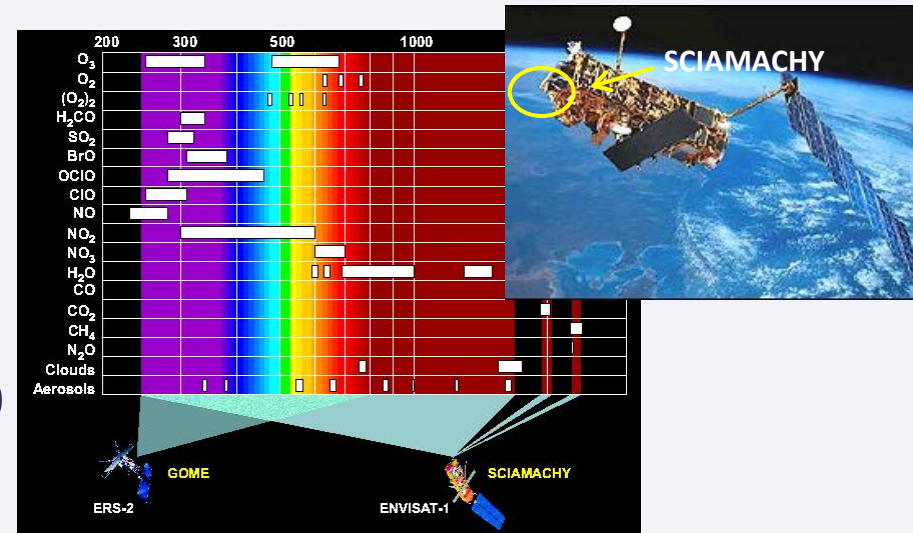 200 300 500 1000
SCIAMACHY
O3
O2
(O2)2
H2CO
SO2
BrO
OClO
ClO
NO
NO2
NO3
H2O
CO
CO2
CH4
N2O
Clouds
Aerosols
GOME
SCIAMACHY
ERS-2
ENVISAT-1